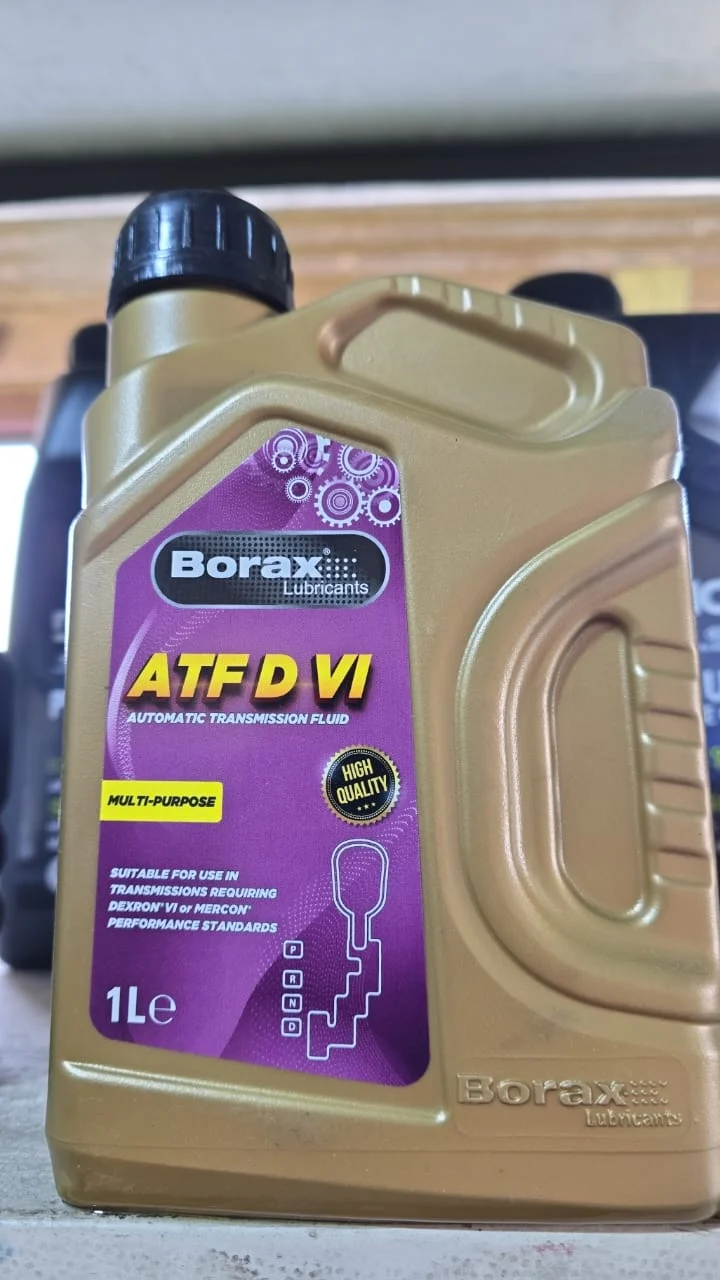 Borax®
Lubricants
ATF D VI
AUTOMATIC TRANSMISSION FLUID
HIGH
QUALITY
MULTI-PURPOSE
SUITABLE FOR USE IN
TRANSMISSIONS REQUIRING
DEXRON® VI or MERCON®
PERFORMANCE STANDARDS
P
R
N
D
1Le
Borax
Lubricants